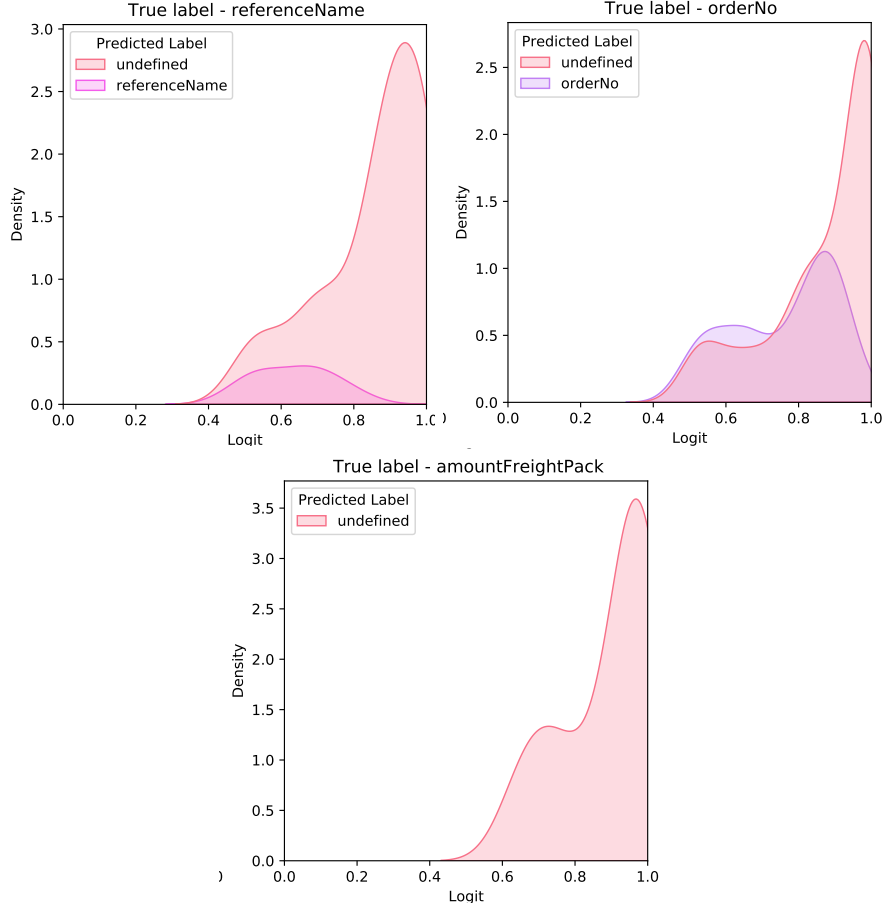 True label - referenceName
Predicted Label
undefined
referenceName
3.0
2.5
2.0
1.5
1.0
0.5
0.0
Density
0.0 0.2 0.4 0.6 0.8 1.0
Logit
True label - orderNo
Predicted Label
undefined
orderNo
2.5
2.0
1.5
1.0
0.5
0.0
Density
0.0 0.2 0.4 0.6 0.8 1.0
Logit
True label - amountFreightPack
Predicted Label
undefined
3.5
3.0
2.5
2.0
1.5
1.0
0.5
0.0
Density
0.0 0.2 0.4 0.6 0.8 1.0
Logit